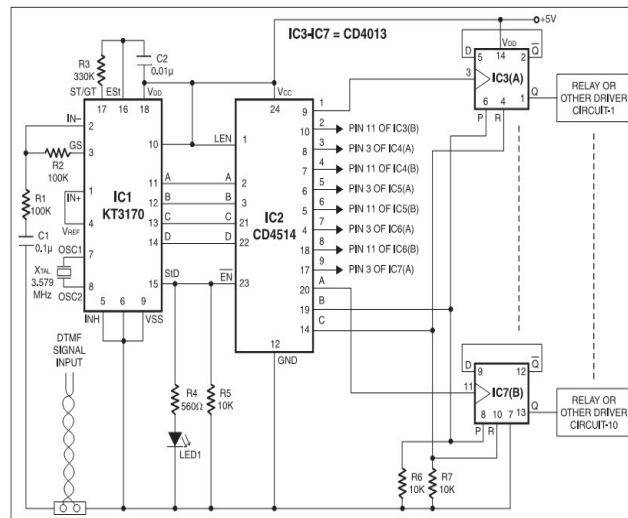 IC3-IC7 = CD4013
+5V
R3
330K
C2
0.01µ
ST/GT
ESt
VDD
17
16
18
IN–
2
GS
3
R2
100K
R1
100K
C1
0.1µ
1
IN+
4
VREF
OSC1
7
XTAL
3.579
MHz
8
OSC2
IC1
KT3170
10
11
12
13
14
15
StD
5
6
9
INH
VSS
A
B
C
D
LEN
EN
VCC
24
1
2
3
21
22
23
IC2
CD4514
12
GND
9
1
10
2
PIN 11 OF IC3(B)
8
3
PIN 3 OF IC4(A)
7
4
PIN 11 OF IC4(B)
6
5
PIN 3 OF IC5(A)
5
6
PIN 11 OF IC5(B)
4
7
PIN 3 OF IC6(A)
18
8
PIN 11 OF IC6(B)
17
9
PIN 3 OF IC7(A)
20
A
19
B
14
C
D
5
VDD
14
2
Q
3
IC3(A)
1
Q
6
4
P
R
RELAY OR
OTHER DRIVER
CIRCUIT-1
D
9
12
Q
11
IC7(B)
13
Q
8
10
7
P
R
RELAY OR
OTHER DRIVER
CIRCUIT-10
DTMF
SIGNAL
INPUT
R4
560Ω
R5
10K
LED1
R6
10K
R7
10K